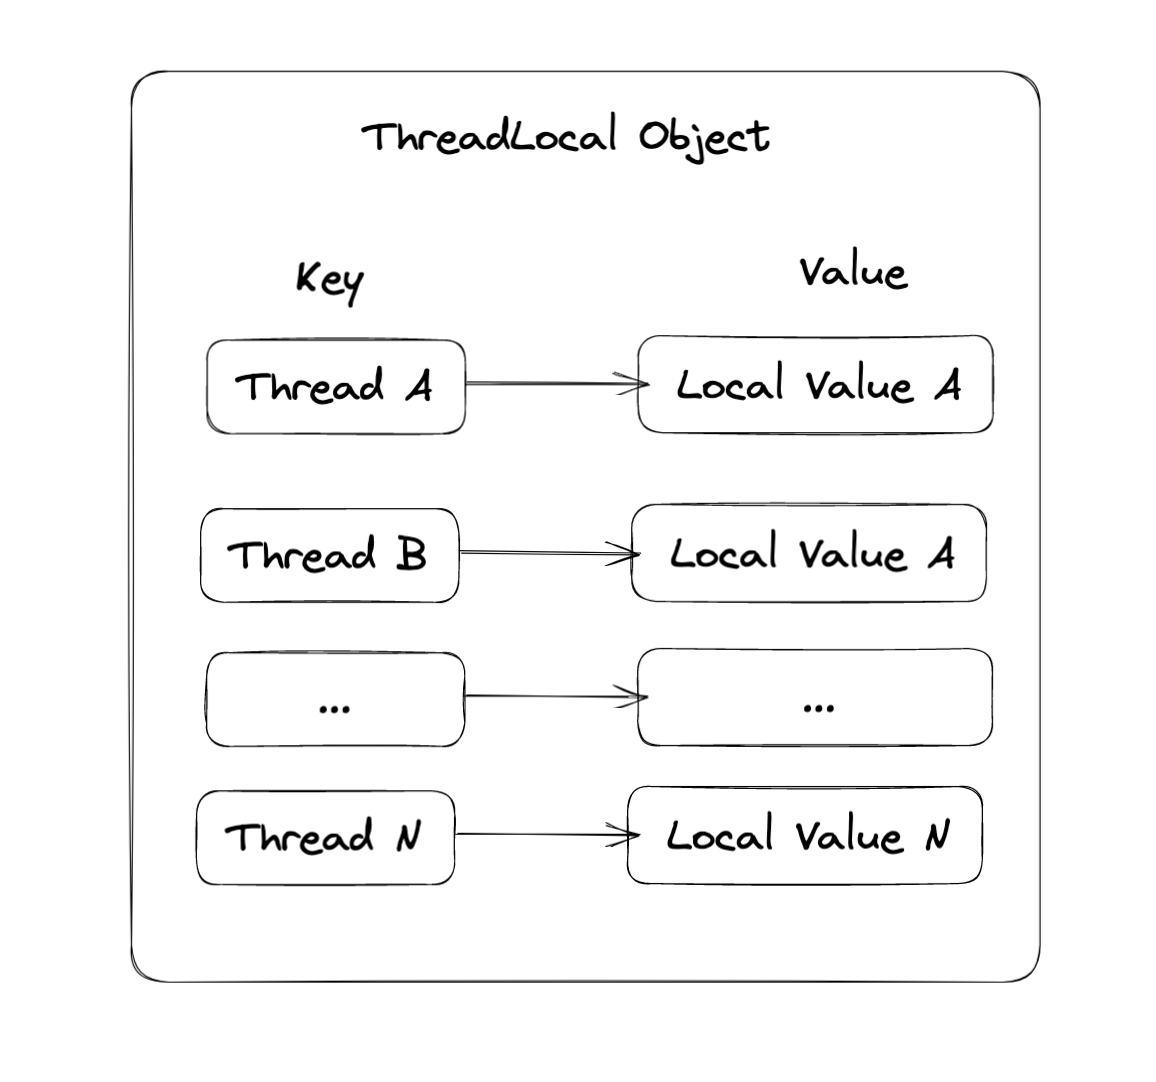 ThreadLocal Object
Key Value
Thread A Local Value A
Thread B Local Value A
... ...
Thread N Local Value N